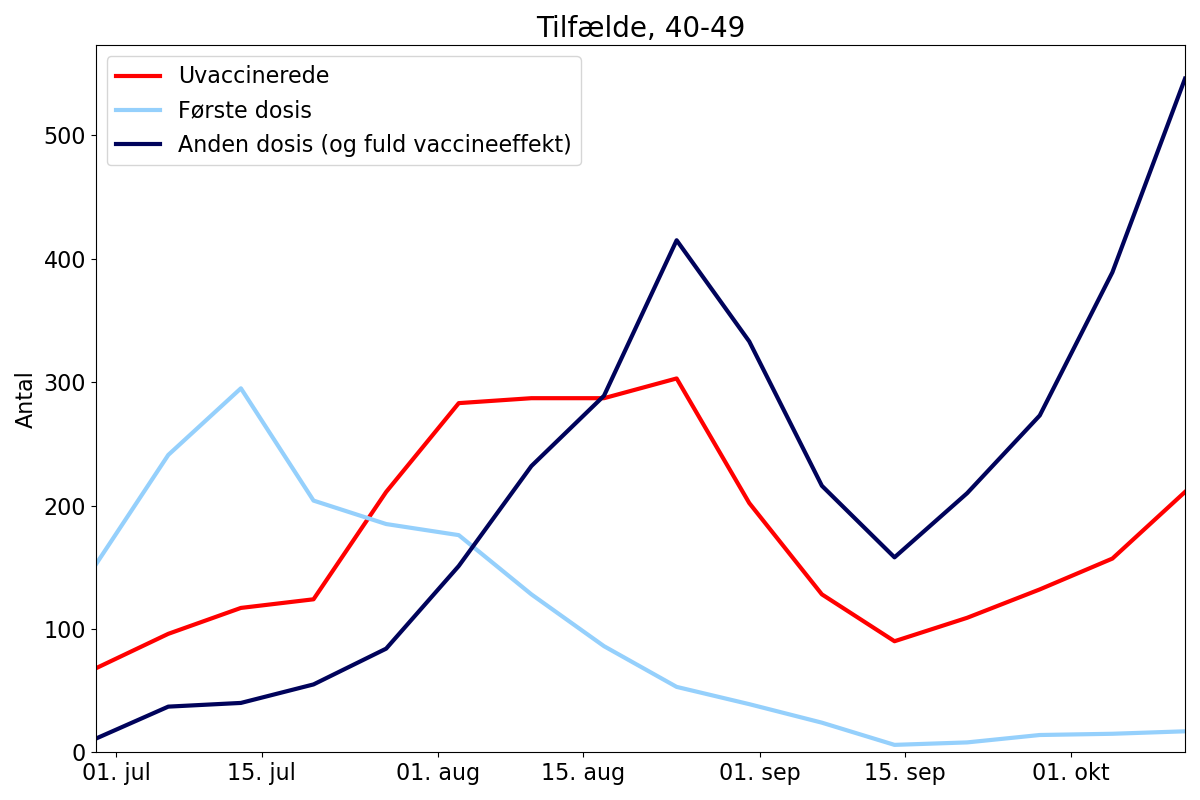 Tilfælde, 40-49
Uvaccinerede
Første dosis
Anden dosis (og fuld vaccineeffekt)
500
400
300
200
100
0
Antal
01. jul
15. jul
01. aug
15. aug
01. sep
15. sep
01. okt